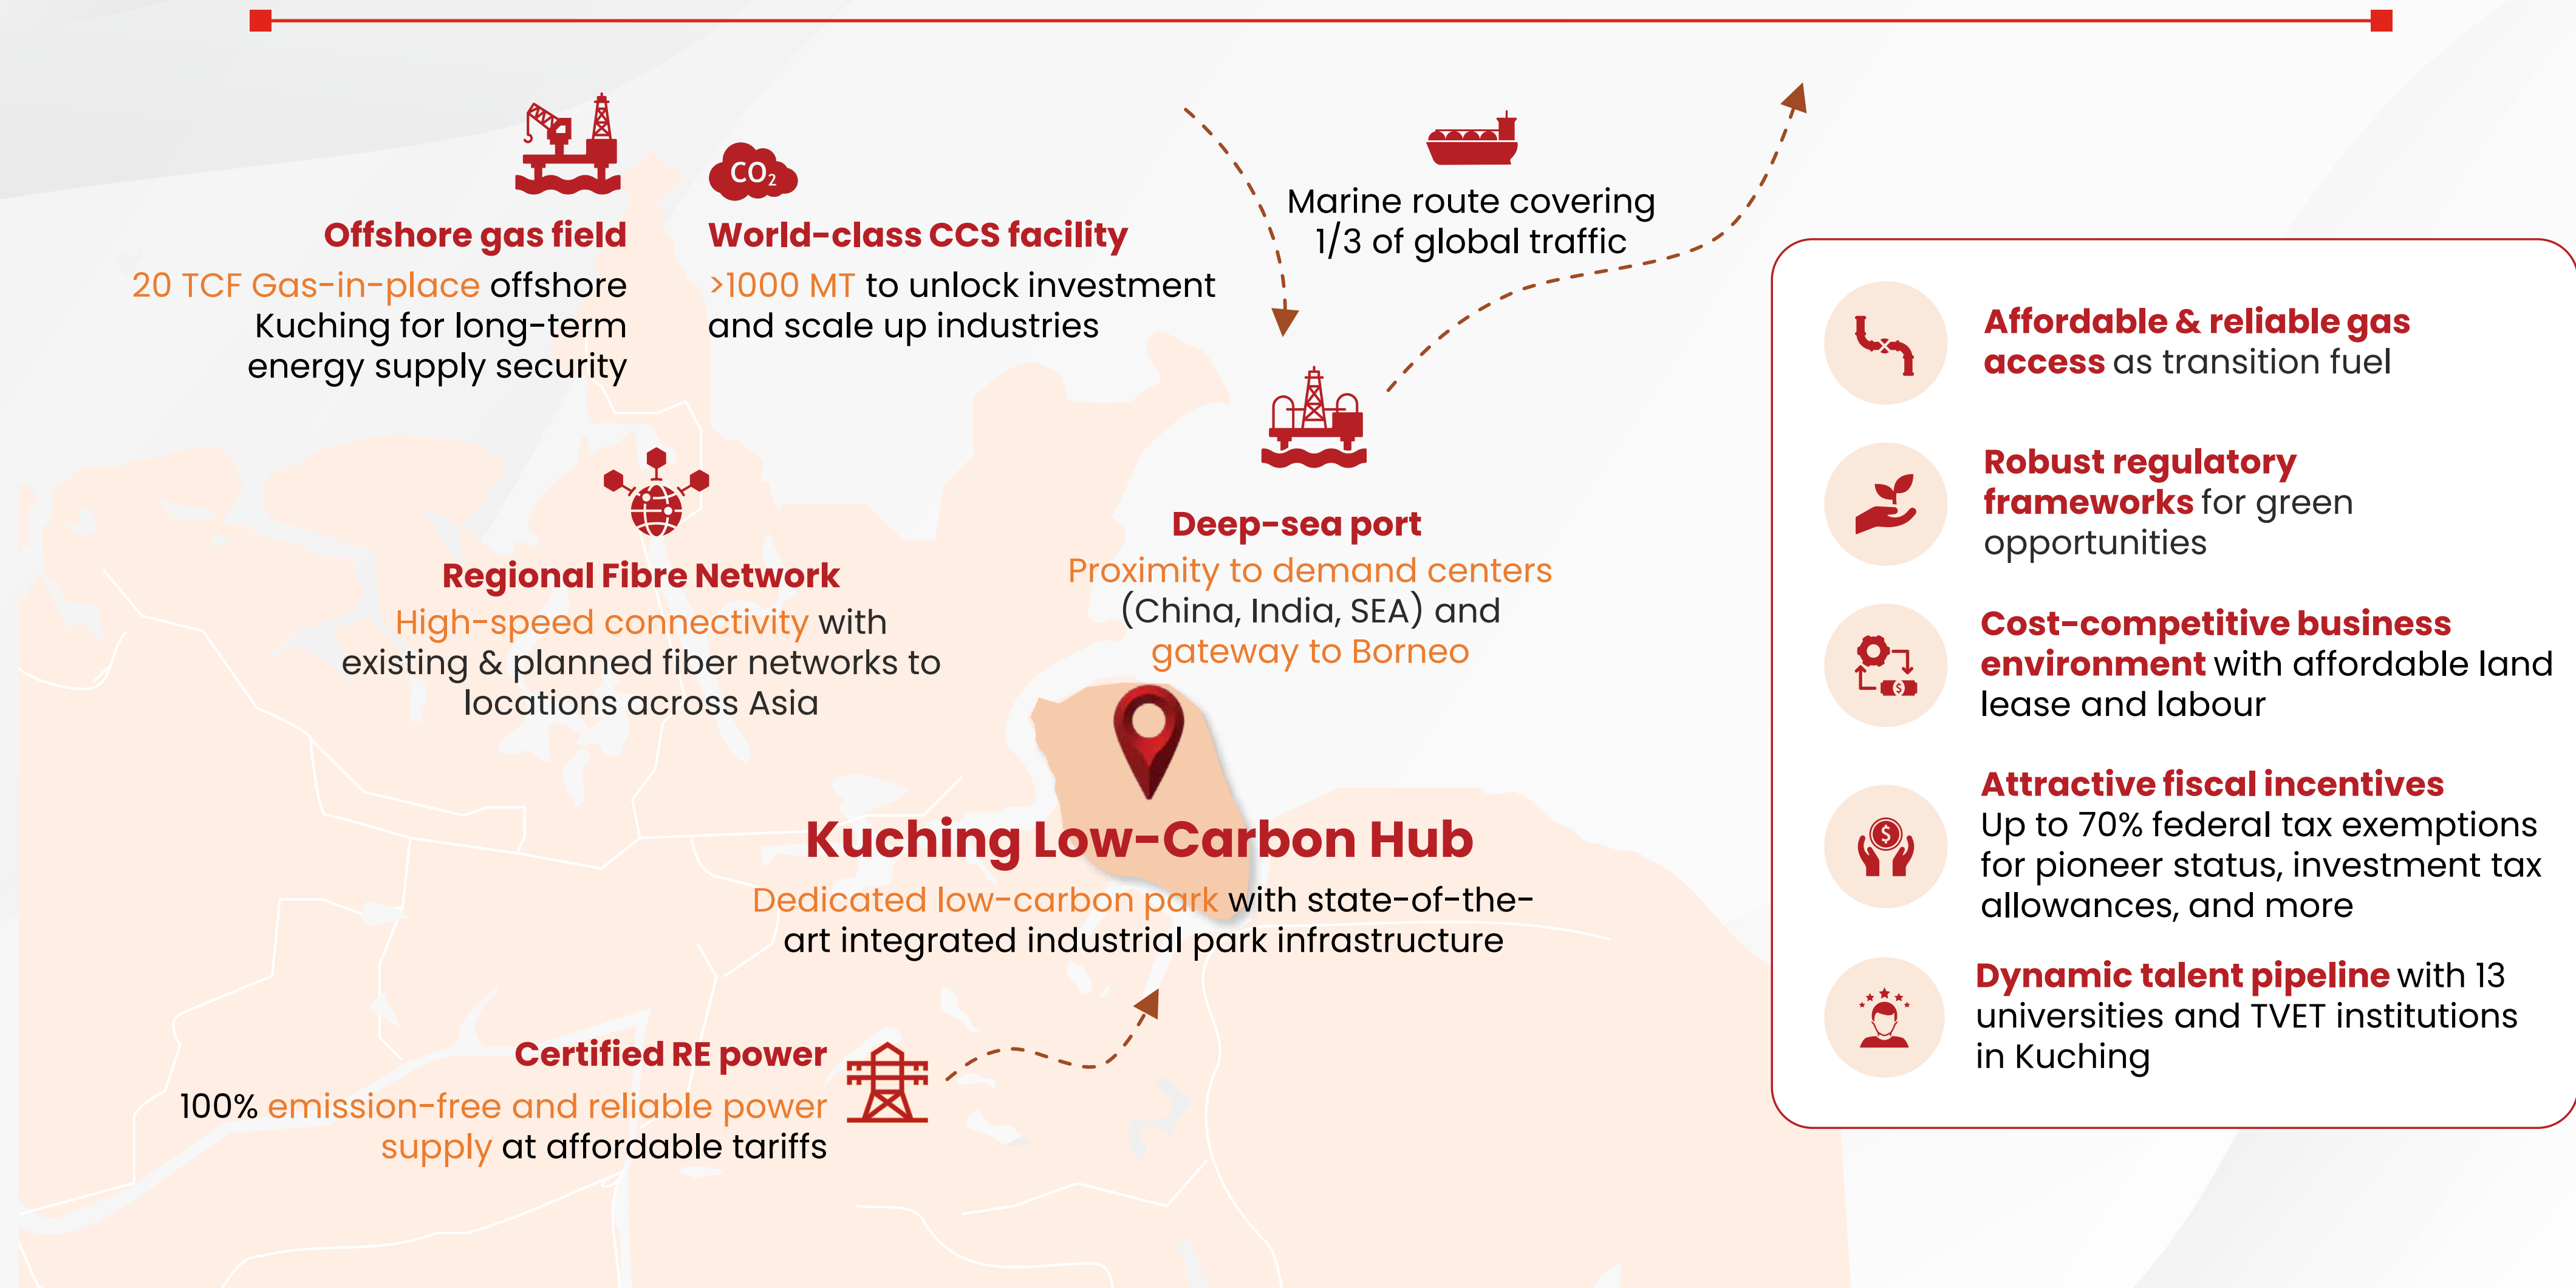 CO₂
Offshore gas field
20 TCF Gas-in-place offshore
Kuching for long-term
energy supply security
World-class CCS facility
>1000 MT to unlock investment
and scale up industries
Marine route covering
1/3 of global traffic
Regional Fibre Network
High-speed connectivity with
existing & planned fiber networks to
locations across Asia
Deep-sea port
Proximity to demand centers
(China, India, SEA) and
gateway to Borneo
Kuching Low-Carbon Hub
Dedicated low-carbon park with state-of-the-
art integrated industrial park infrastructure
Certified RE power
100% emission-free and reliable power
supply at affordable tariffs
Affordable & reliable gas
access as transition fuel
Robust regulatory
frameworks for green
opportunities
Cost-competitive business
environment with affordable land
lease and labour
Attractive fiscal incentives
Up to 70% federal tax exemptions
for pioneer status, investment tax
allowances, and more
Dynamic talent pipeline with 13
universities and TVET institutions
in Kuching